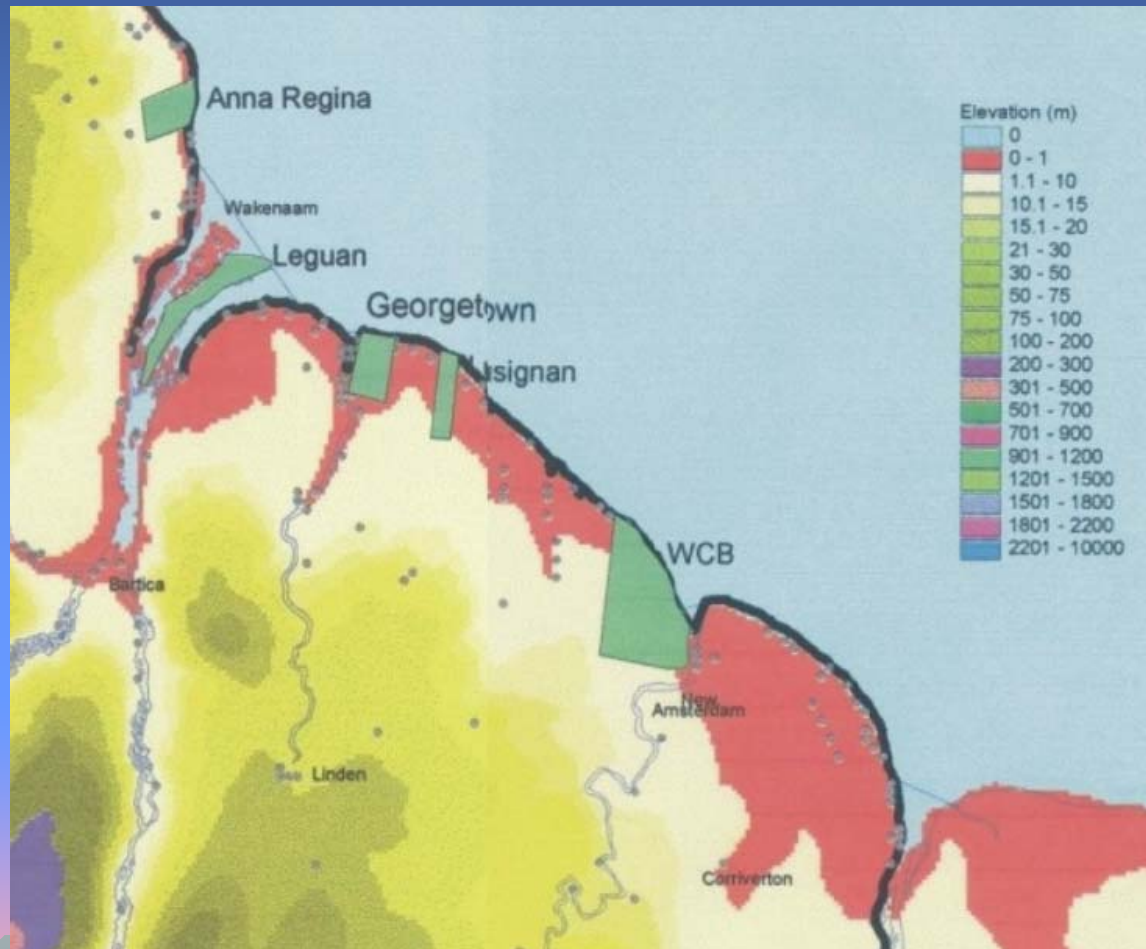 Anna Regina
Wakenaam
Leguan
Georgetown
usignan
WCB
Bartica
New
Amsterdam
Linden
Corriverton
Elevation (m)
0
0 - 1
1.1 - 10
10.1 - 15
15.1 - 20
21 - 30
30 - 50
50 - 75
75 - 100
100 - 200
200 - 300
301 - 500
501 - 700
701 - 900
901 - 1200
1201 - 1500
1501 - 1800
1801 - 2200
2201 - 10000